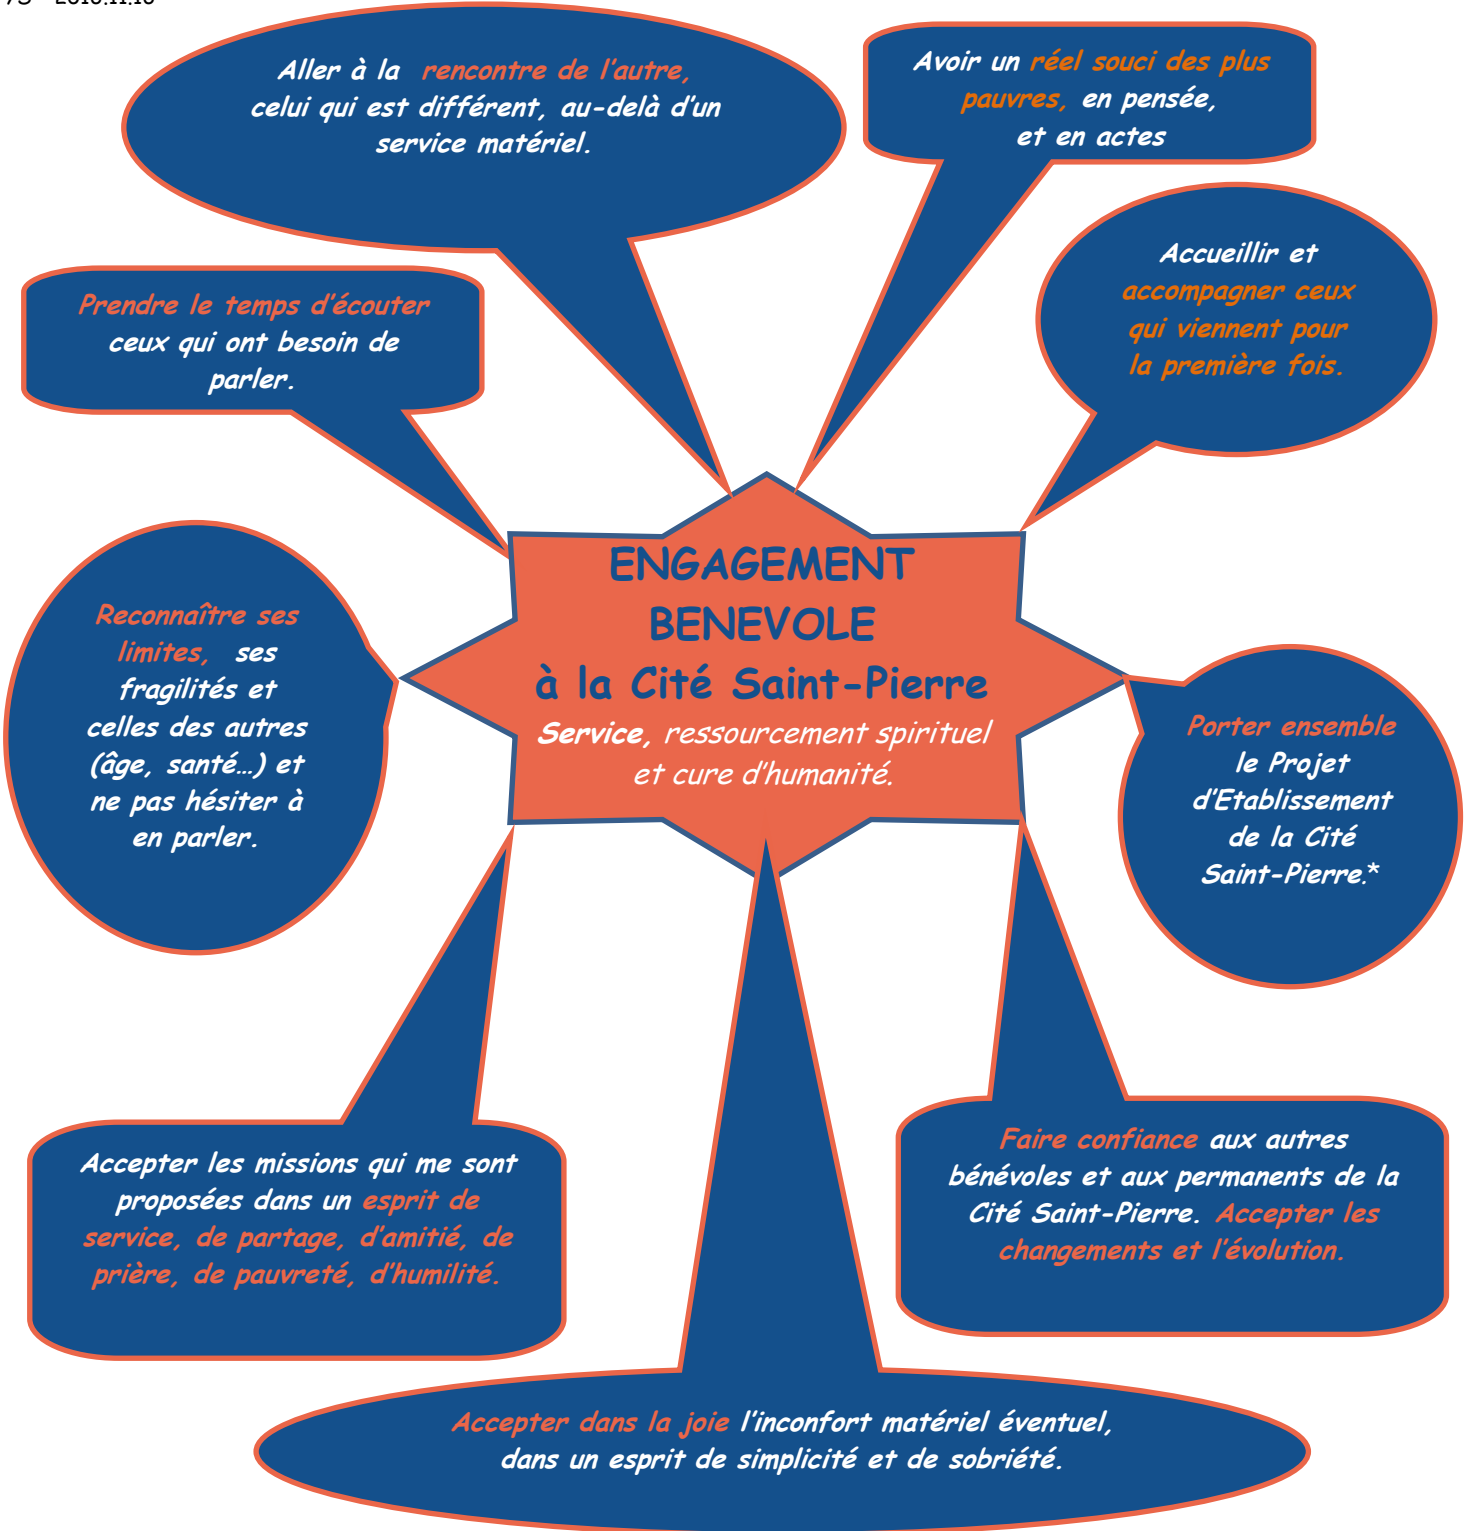 Aller à la rencontre de l'autre,
celui qui est différent, au-delà d'un
service matériel.
Avoir un réel souci des plus
pauvres, en pensée,
et en actes
Accueillir et
accompagner ceux
qui viennent pour
la première fois.
Prendre le temps d'écouter
ceux qui ont besoin de
parler.
ENGAGEMENT
BENEVOLE
à la Cité Saint-Pierre
Service, ressourcement spirituel
et cure d'humanité.
Reconnaître ses
limites, ses
fragilités et
celles des autres
(âge, santé…) et
ne pas hésiter à
en parler.
Porter ensemble
le Projet
d'Etablissement
de la Cité
Saint-Pierre.*
Accepter les missions qui me sont
proposées dans un esprit de
service, de partage, d'amitié, de
prière, de pauvreté, d'humilité.
Faire confiance aux autres
bénévoles et aux permanents de la
Cité Saint-Pierre. Accepter les
changements et l'évolution.
Accepter dans la joie l'inconfort matériel éventuel,
dans un esprit de simplicité et de sobriété.